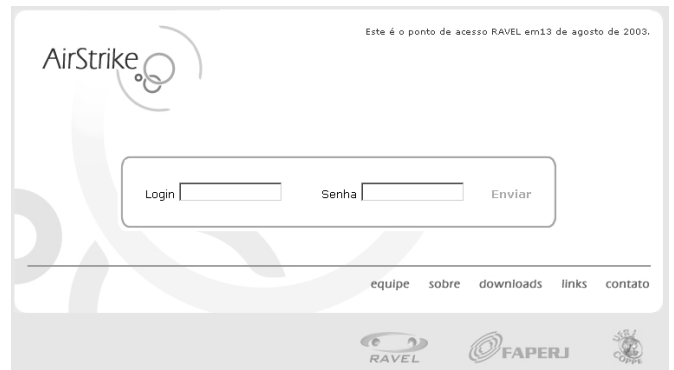 Este é o ponto de acesso RAVEL em13 de agosto de 2003.
AirStrike
Login
Senha
Enviar
equipe sobre downloads links contato
RAVEL
FAPERJ
UFRJ
COPPE